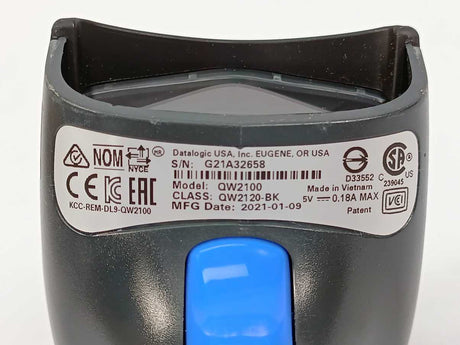 Datalogic USA, Inc. EUGENE, OR USA
S/N: G21A32658
NOM
NYCE
CE EAC
KCC-REM-DL9-QW2100
Model: QW2100
CLASS: QW2120-BK
MFG Date: 2021-01-09
D33552
Made in Vietnam
5V ⎓ 0.18A MAX
Patent
C SA US
239045
VCI